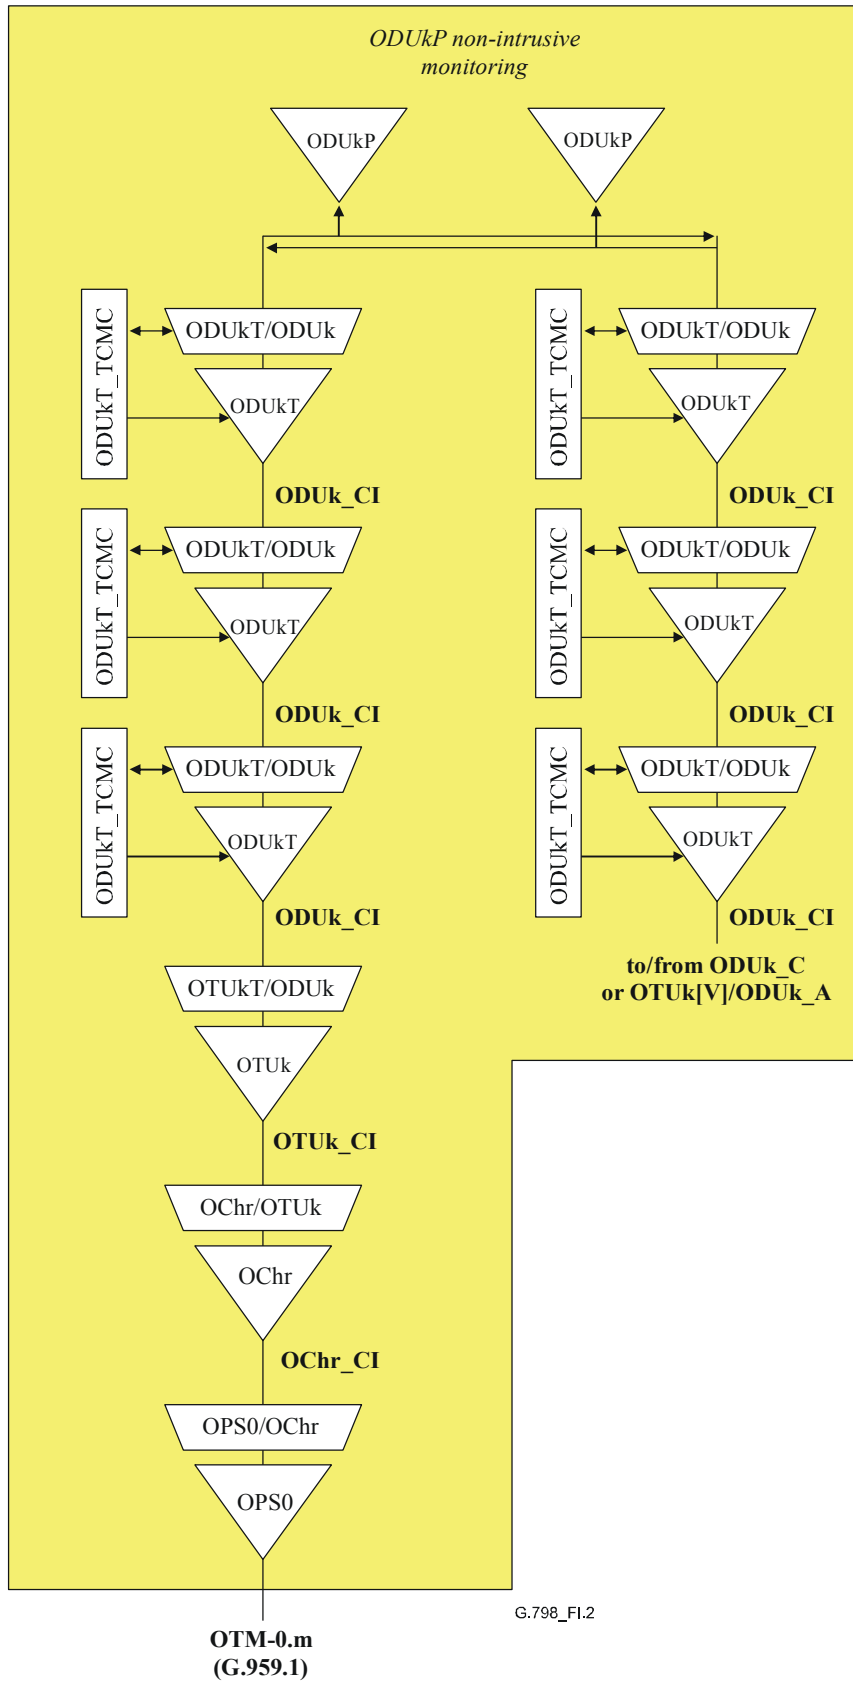 ODUkP non-intrusive
monitoring
ODUkP
ODUkP
ODUkT_TCMC
ODUkT/ODUk
ODUkT
ODUk_CI
ODUkT_TCMC
ODUkT/ODUk
ODUkT
ODUk_CI
ODUkT_TCMC
ODUkT/ODUk
ODUkT
ODUk_CI
OTUkT/ODUk
OTUk
OTUk_CI
OChr/OTUk
OChr
OChr_CI
OPS0/OChr
OPS0
OTM-0.m
(G.959.1)
ODUkT_TCMC
ODUkT/ODUk
ODUkT
ODUk_CI
ODUkT_TCMC
ODUkT/ODUk
ODUkT
ODUk_CI
ODUkT_TCMC
ODUkT/ODUk
ODUkT
ODUk_CI
to/from ODUk_C
or OTUk[V]/ODUk_A
G.798_FI.2